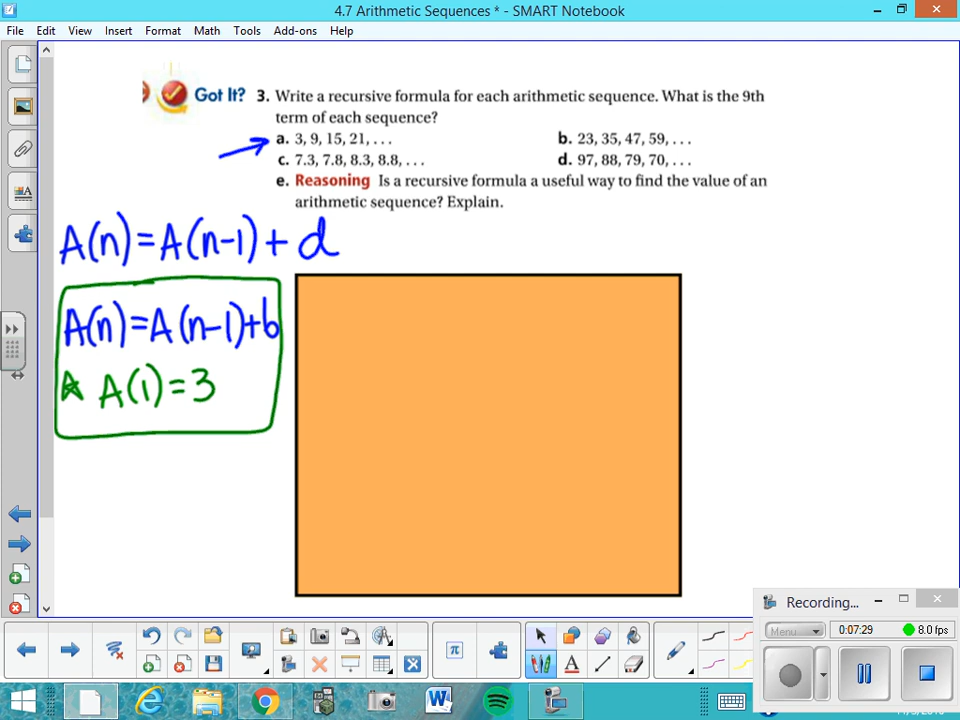 4.7 Arithmetic Sequences * - SMART Notebook
File Edit View Insert Format Math Tools Add-ons Help
Got It? 3. Write a recursive formula for each arithmetic sequence. What is the 9th
term of each sequence?
a. 3, 9, 15, 21, . . . b. 23, 35, 47, 59, . . .
c. 7.3, 7.8, 8.3, 8.8, . . . d. 97, 88, 79, 70, . . .
e. Reasoning Is a recursive formula a useful way to find the value of an
arithmetic sequence? Explain.
A(n)=A(n-1)+d
A(n)=A(n-1)+6
A(1)=3
Recording...
Menu 0:07:29 8.0 fps